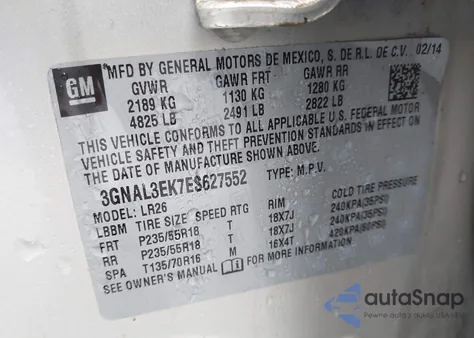 GM
MFD BY GENERAL MOTORS DE MEXICO, S. DE R.L. DE C.V. 02/14
GVWR GAWR FRT GAWR RR
2189 KG 1130 KG 1280 KG
4825 LB 2491 LB 2822 LB
THIS VEHICLE CONFORMS TO ALL APPLICABLE U.S. FEDERAL MOTOR
VEHICLE SAFETY AND THEFT PREVENTION STANDARDS IN EFFECT ON
THE DATE OF MANUFACTURE SHOWN ABOVE.
3GNAL3EK7ES627552 TYPE: M.P.V.
MODEL: LR26
LBBM TIRE SIZE SPEED RTG RIM COLD TIRE PRESSURE
FRT P235/55R18 T 18X7J 240KPA(35PSI)
RR P235/55R18 T 18X7J 240KPA(35PSI)
SPA T135/70R16 M 16X4T 420KPA(60PSI)
SEE OWNER'S MANUAL FOR MORE INFORMATION.
autoSnap
Pewne auto z dowozem